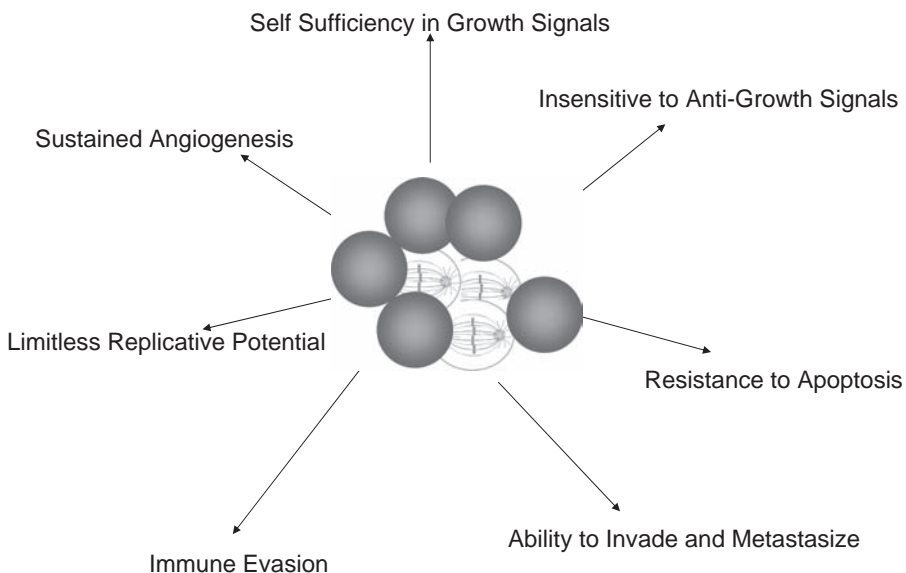 Self Sufficiency in Growth Signals
Insensitive to Anti-Growth Signals
Sustained Angiogenesis
Limitless Replicative Potential
Resistance to Apoptosis
Ability to Invade and Metastasize
Immune Evasion